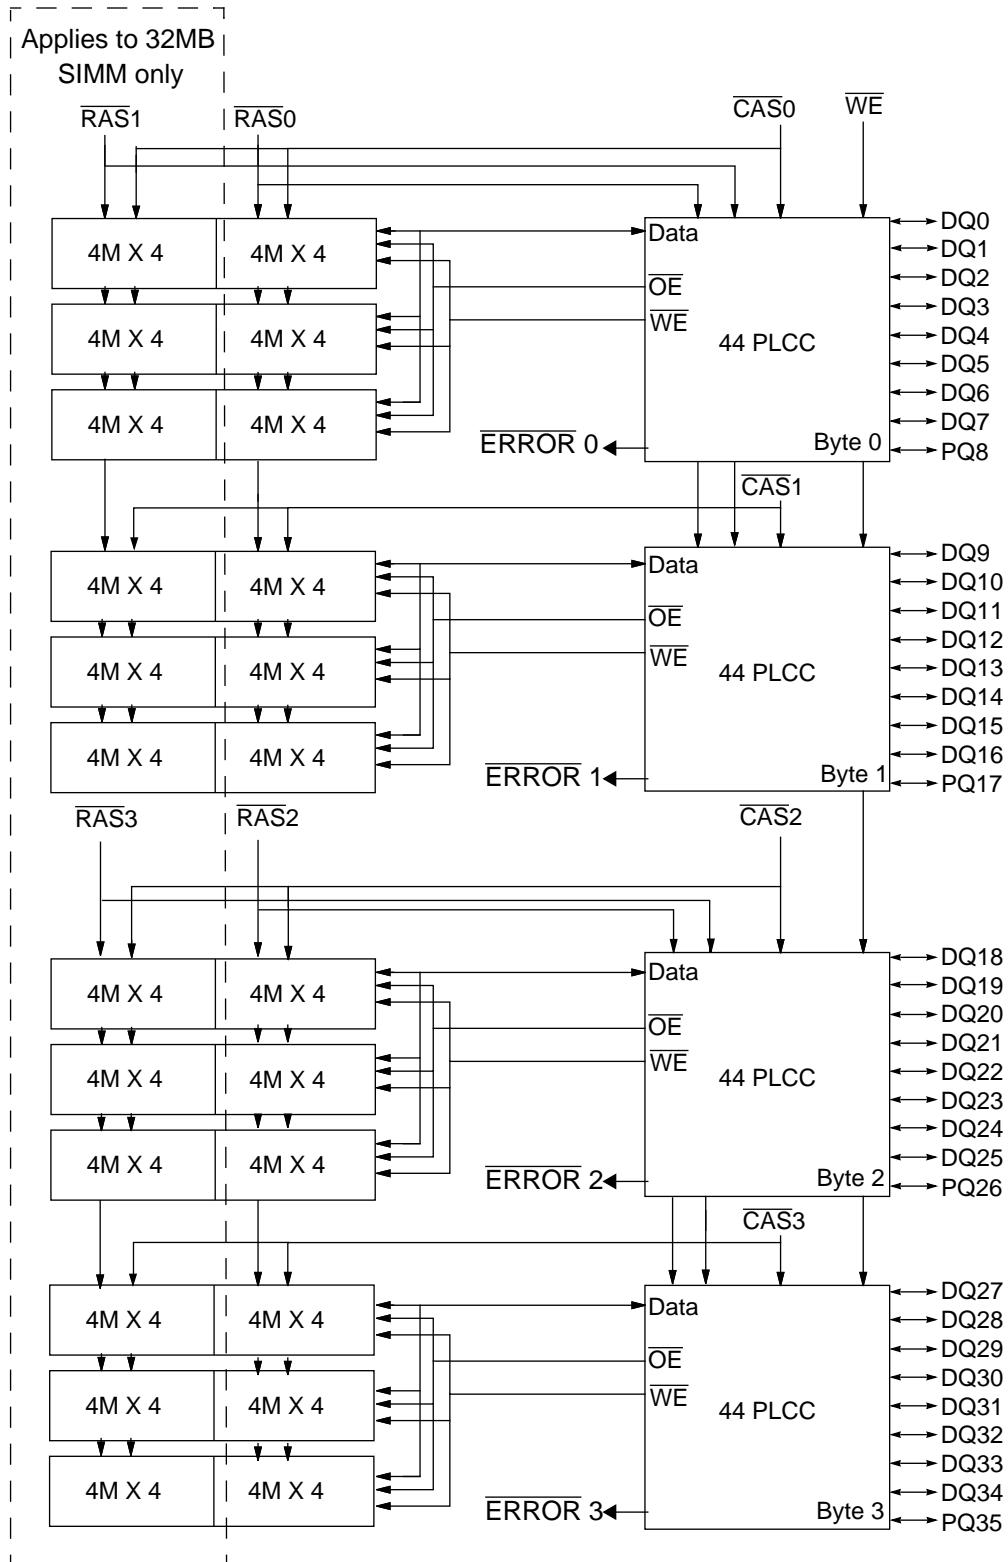 Applies to 32MB
SIMM only
RAS1 RAS0 CAS0 WE
4M X 4 4M X 4 Data DQ0
DQ1
OE DQ2
4M X 4 4M X 4 WE DQ3
44 PLCC DQ4
DQ5
4M X 4 4M X 4 DQ6
DQ7
ERROR 0 Byte 0 PQ8
CAS1
4M X 4 4M X 4 Data DQ9
DQ10
OE DQ11
4M X 4 4M X 4 WE DQ12
44 PLCC DQ13
DQ14
4M X 4 4M X 4 DQ15
DQ16
ERROR 1 Byte 1 PQ17
RAS3 RAS2 CAS2
4M X 4 4M X 4 Data DQ18
DQ19
OE DQ20
4M X 4 4M X 4 WE DQ21
44 PLCC DQ22
DQ23
4M X 4 4M X 4 DQ24
DQ25
ERROR 2 Byte 2 PQ26
CAS3
4M X 4 4M X 4 Data DQ27
DQ28
OE DQ29
4M X 4 4M X 4 WE DQ30
44 PLCC DQ31
DQ32
4M X 4 4M X 4 DQ33
DQ34
ERROR 3 Byte 3 PQ35